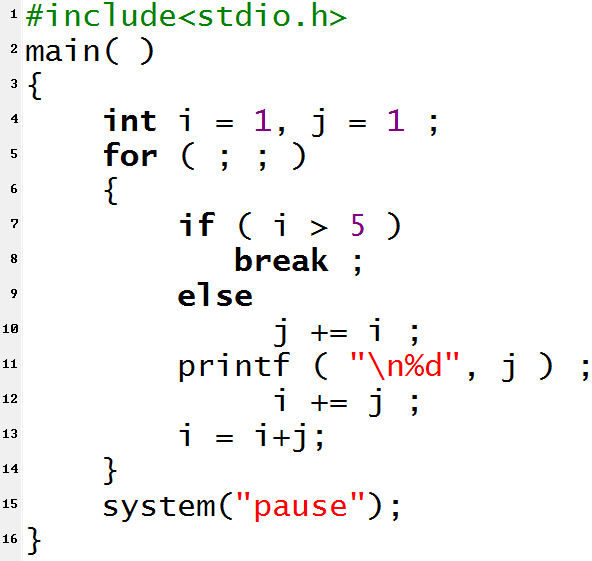 1 #include<stdio.h>
2 main( )
3 {
4     int i = 1, j = 1 ;
5     for ( ; ; )
6     {
7         if ( i > 5 )
8            break ;
9         else
10             j += i ;
11        printf ( "\n%d", j ) ;
12             i += j ;
13        i = i+j;
14    }
15    system("pause");
16 }